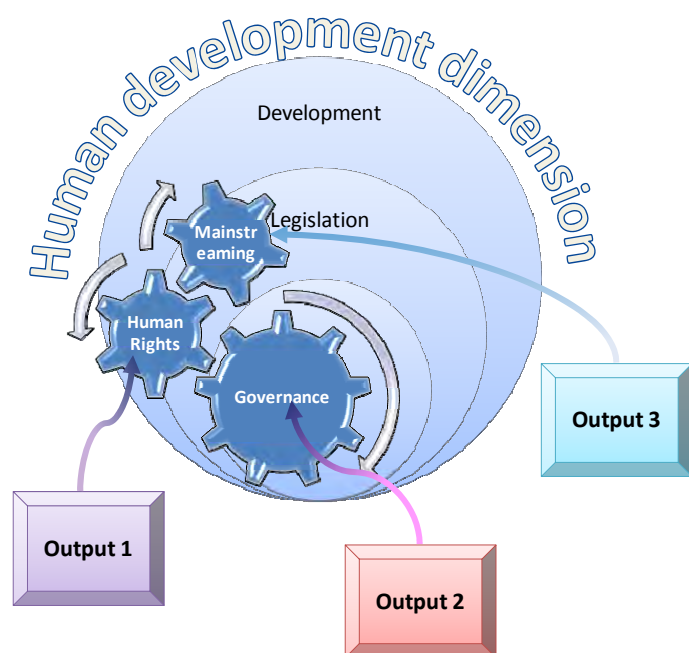 Human development dimension
Development
Legislation
Mainstr
eaming
Human
Rights
Governance
Output 3
Output 1
Output 2